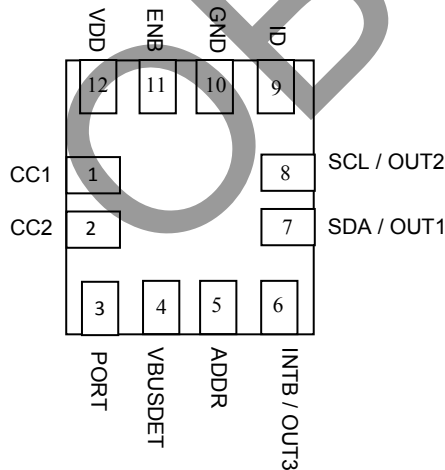 VDD ENB GND ID
12 11 10 9
CC1 1 8 SCL / OUT2
CC2 2 7 SDA / OUT1
3 4 5 6
PORT VBUSDET ADDR INTB / OUT3